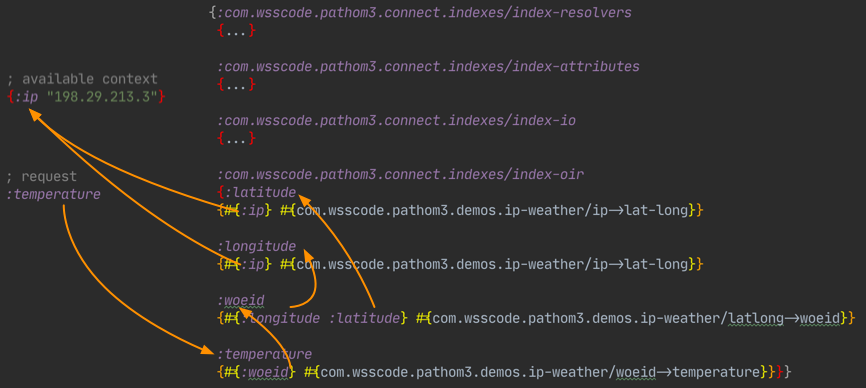 {:com.wsscode.pathom3.connect.indexes/index-resolvers
{...}
:com.wsscode.pathom3.connect.indexes/index-attributes
{...}
:com.wsscode.pathom3.connect.indexes/index-io
{...}
:com.wsscode.pathom3.connect.indexes/index-oir
{:latitude
{#{:ip} #{com.wsscode.pathom3.demos.ip-weather/ip->lat-long}}
:longitude
{#{:ip} #{com.wsscode.pathom3.demos.ip-weather/ip->lat-long}}
:woeid
{#{:longitude :latitude} #{com.wsscode.pathom3.demos.ip-weather/latlong->woeid}}
:temperature
{#{:woeid} #{com.wsscode.pathom3.demos.ip-weather/woeid->temperature}}}}
; available context
{:ip "198.29.213.3"}
; request
:temperature